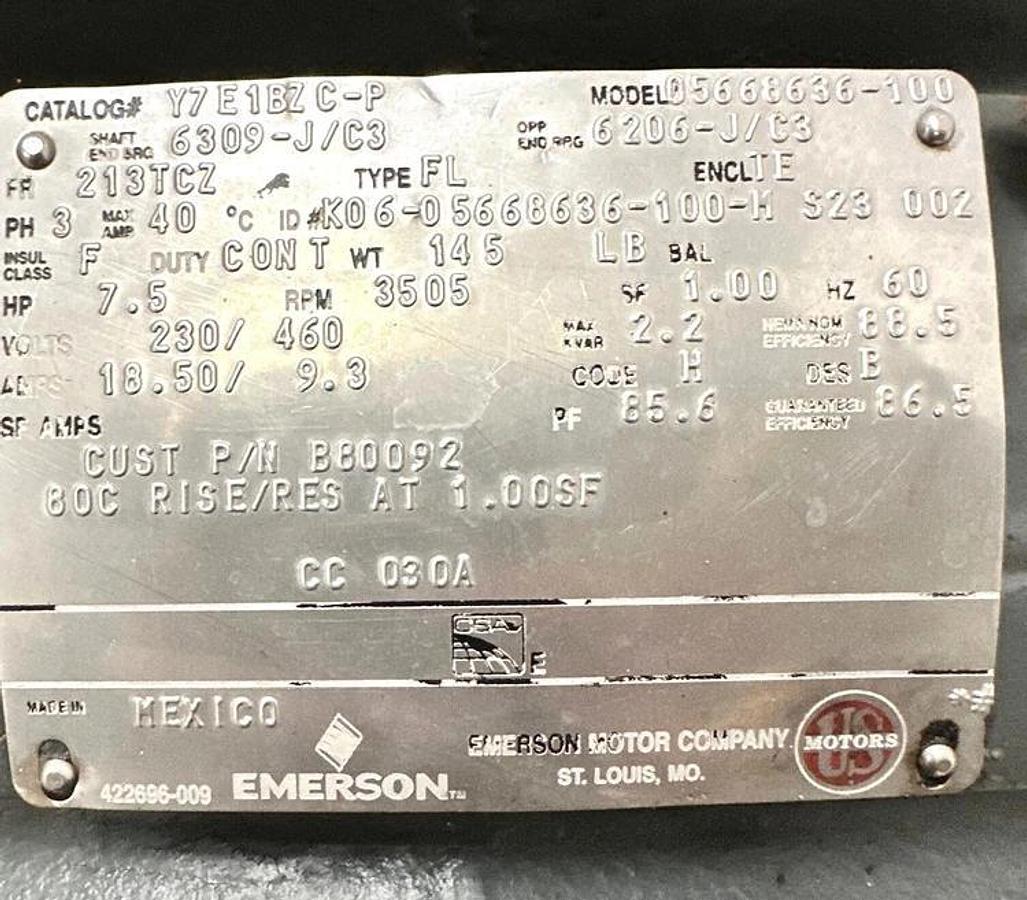 CATALOG# Y7E1BZC-P MODEL 05668636-100
SHAFT END BRG 6309-J/C3 OPP END BRG 6206-J/C3
FR 213TCZ TYPE FL ENCL TE
PH 3 MAX AMB 40 °C ID# K06-05668636-100-M S23 002
INSUL CLASS F DUTY CONT WT 145 LB BAL
HP 7.5 RPM 3505 SF 1.00 HZ 60
VOLTS 230/ 460 MAX KVAR 2.2 NEMA NOM EFFICIENCY 88.5
AMPS 18.50/ 9.3 CODE H DES B
SF AMPS PF 85.6 GUARANTEED EFFICIENCY 86.5
CUST P/N B80092
80C RISE/RES AT 1.00SF
CC 030A
CSA
E
MADE IN MEXICO
422696-009 EMERSON™ EMERSON MOTOR COMPANY
ST. LOUIS, MO.
US MOTORS